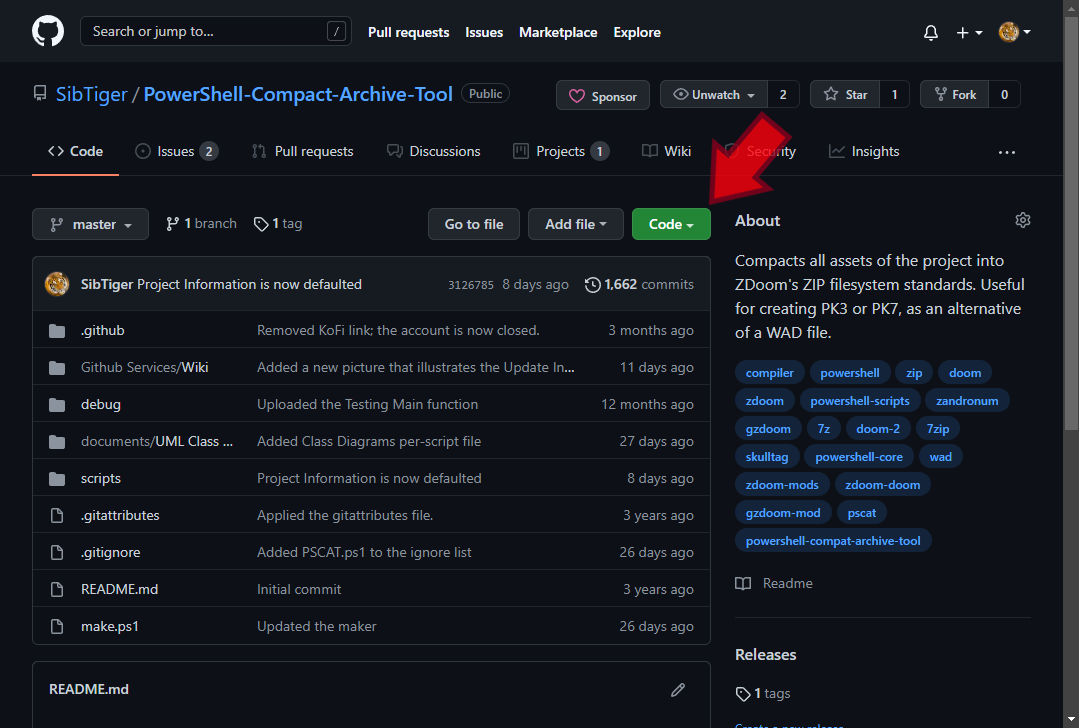 Search or jump to... /
Pull requests Issues Marketplace Explore
SibTiger / PowerShell-Compact-Archive-Tool Public
Sponsor Unwatch 2 Star 1 Fork 0
Code Issues 2 Pull requests Discussions Projects 1 Wiki Security Insights ...
master 1 branch 1 tag Go to file Add file Code
SibTiger Project Information is now defaulted 3126785 8 days ago 1,662 commits
.github Removed KoFi link; the account is now closed. 3 months ago
Github Services/Wiki Added a new picture that illustrates the Update In... 11 days ago
debug Uploaded the Testing Main function 12 months ago
documents/UML Class ... Added Class Diagrams per-script file 27 days ago
scripts Project Information is now defaulted 8 days ago
.gitattributes Applied the gitattributes file. 3 years ago
.gitignore Added PSCAT.ps1 to the ignore list 26 days ago
README.md Initial commit 3 years ago
make.ps1 Updated the maker 26 days ago
README.md
About
Compacts all assets of the project into
ZDoom's ZIP filesystem standards. Useful
for creating PK3 or PK7, as an alternative
of a WAD file.
compiler powershell zip doom
zdoom powershell-scripts zandronum
gzdoom 7z doom-2 7zip
skulltag powershell-core wad
zdoom-mods zdoom-doom
gzdoom-mod pscat
powershell-compat-archive-tool
Readme
Releases
1 tags
Create a new release